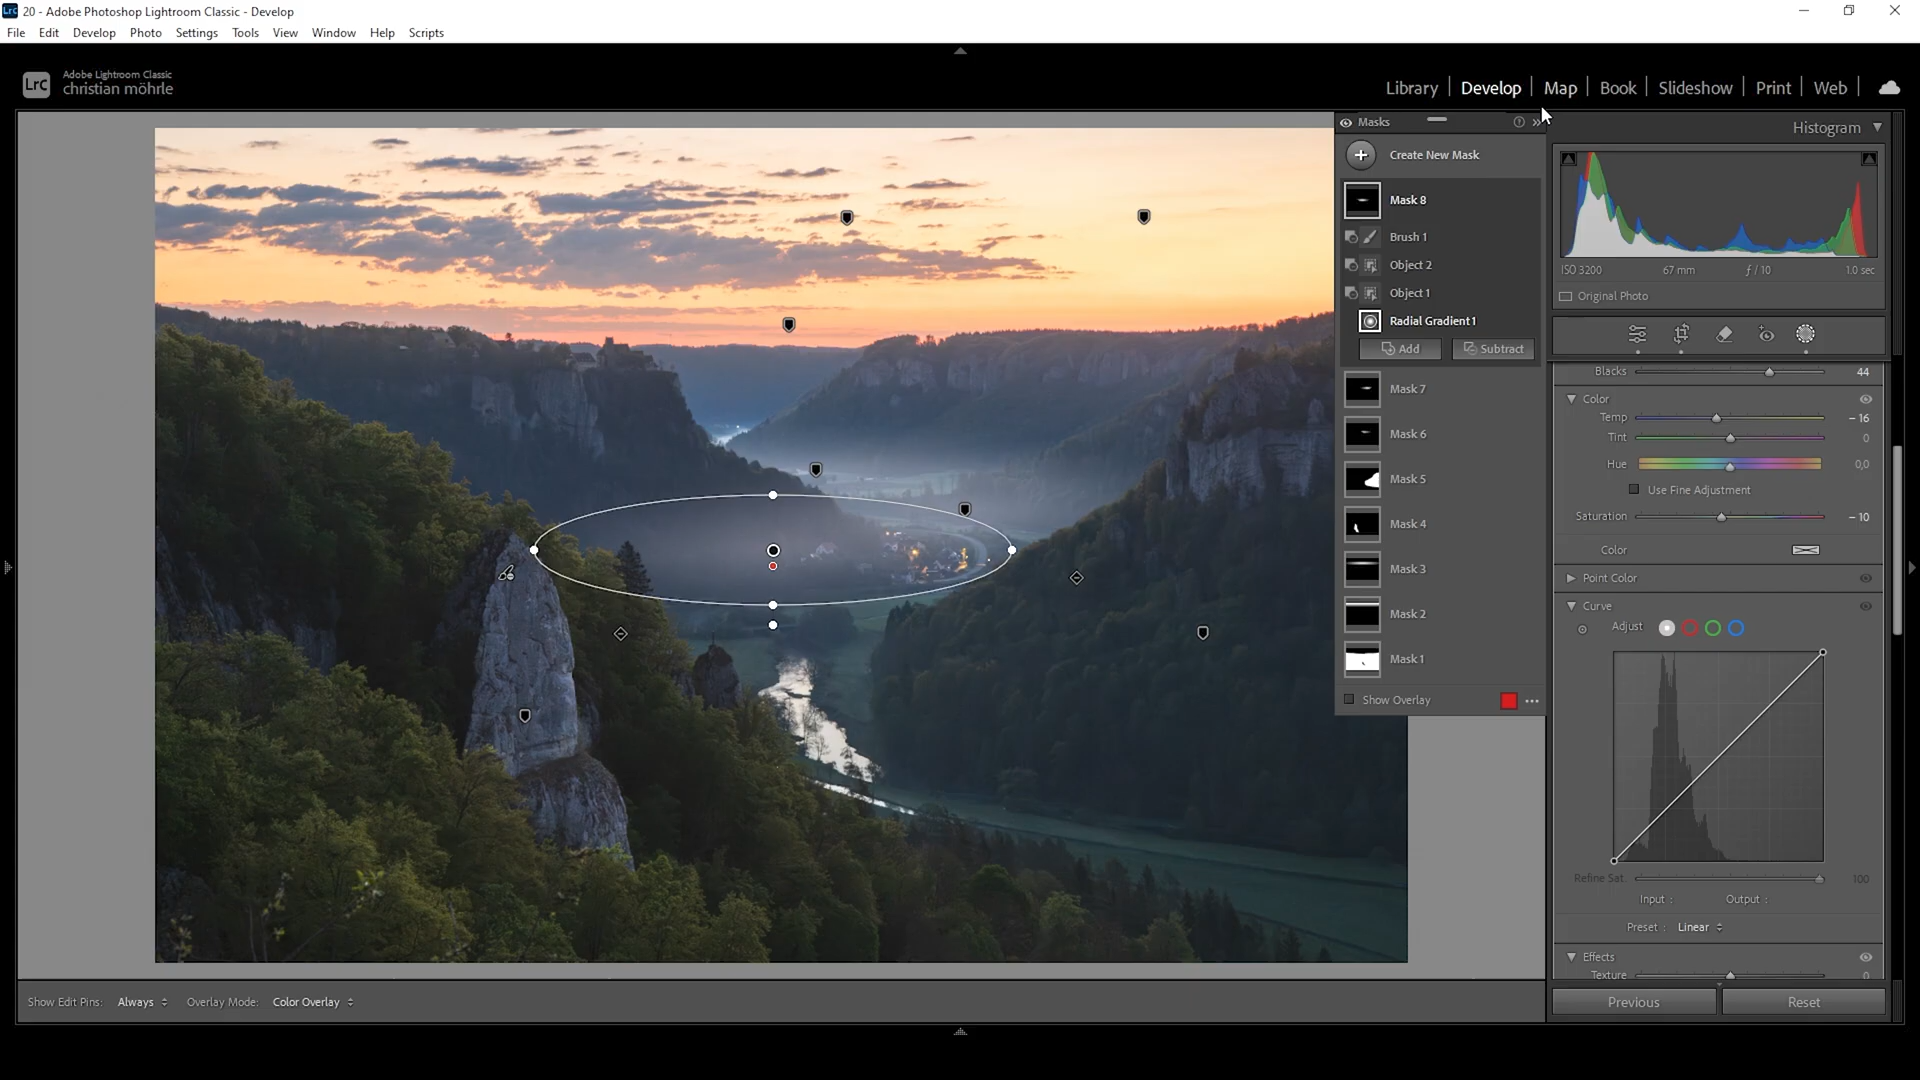 20 - Adobe Photoshop Lightroom Classic - Develop
File Edit Develop Photo Settings Tools View Window Help Scripts
LrC
Adobe Lightroom Classic
christian möhrle
Library Develop Map Book Slideshow Print Web
Masks
Create New Mask
Mask 8
Brush 1
Object 2
Object 1
Radial Gradient 1
Add Subtract
Mask 7
Mask 6
Mask 5
Mask 4
Mask 3
Mask 2
Mask 1
Show Overlay
Histogram
ISO 3200 67 mm ƒ / 10 1.0 sec
Original Photo
Blacks 44
Color
Temp – 16
Tint 0
Hue 0,0
Use Fine Adjustment
Saturation – 10
Color
Point Color
Curve
Adjust
Refine Sat. 100
Input : Output :
Preset : Linear
Effects
Texture 0
Previous Reset
Show Edit Pins: Always Overlay Mode: Color Overlay